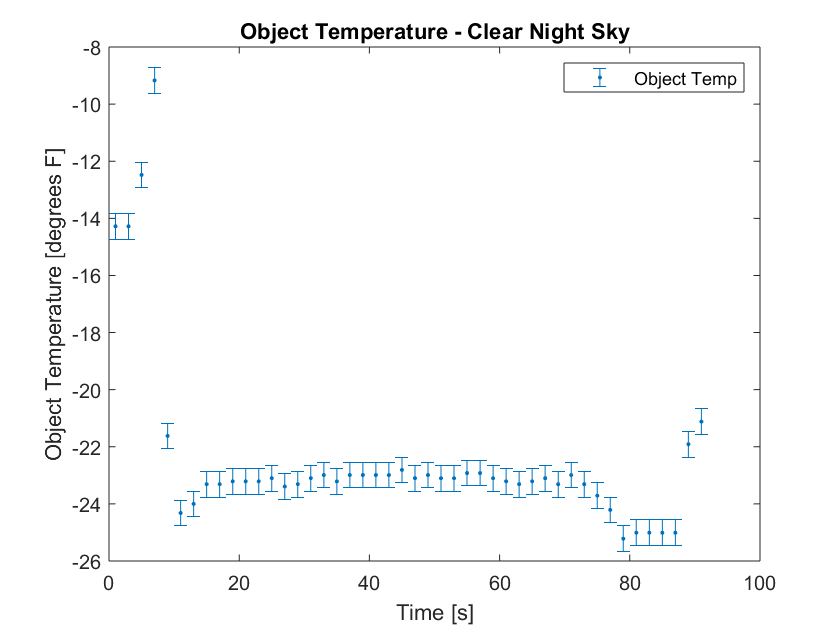 Object Temperature - Clear Night Sky
Object Temp
Object Temperature [degrees F]
-8
-10
-12
-14
-16
-18
-20
-22
-24
-26
0 20 40 60 80 100
Time [s]